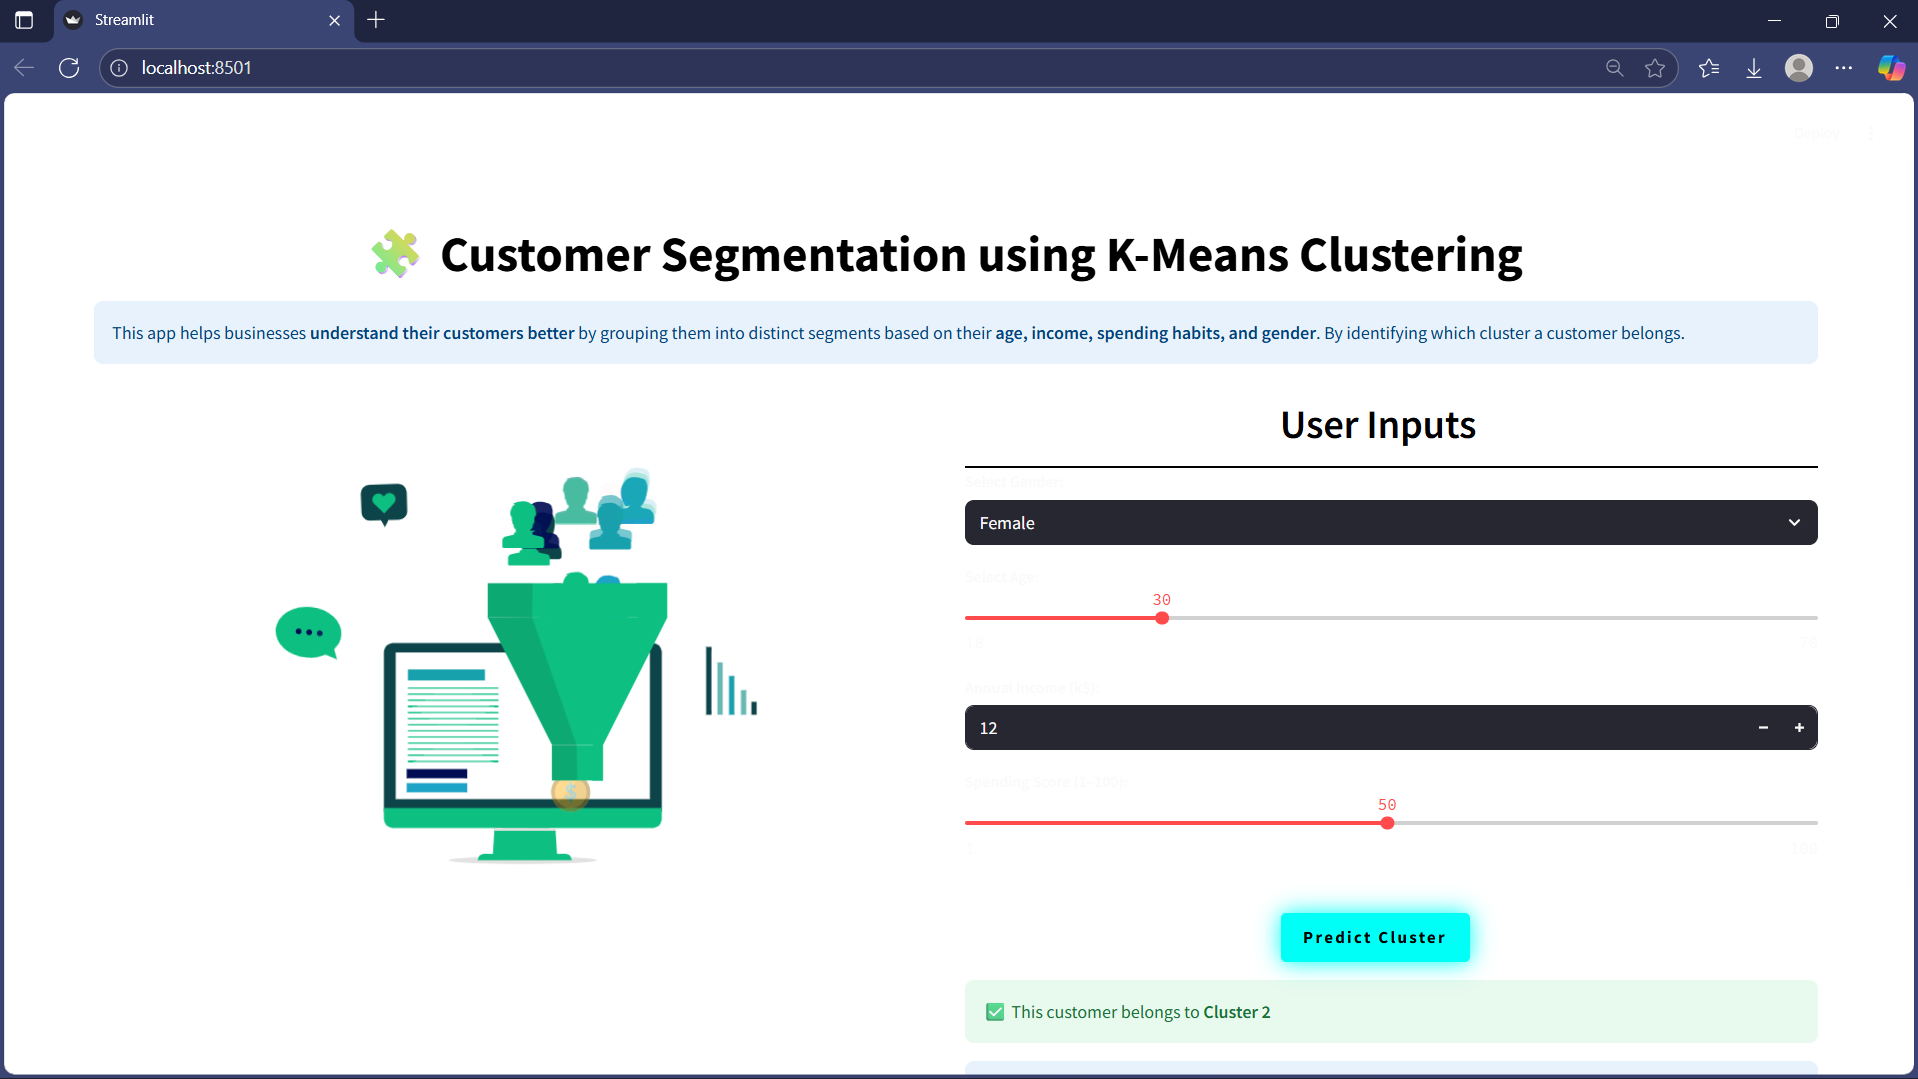 Streamlit
localhost:8501
Deploy
Customer Segmentation using K-Means Clustering
This app helps businesses understand their customers better by grouping them into distinct segments based on their age, income, spending habits, and gender. By identifying which cluster a customer belongs.
User Inputs
Select Gender:
Female
Select Age:
30
18
Annual Income (k$):
12
Spending Score (1-100):
50
1
Predict Cluster
✅ This customer belongs to Cluster 2